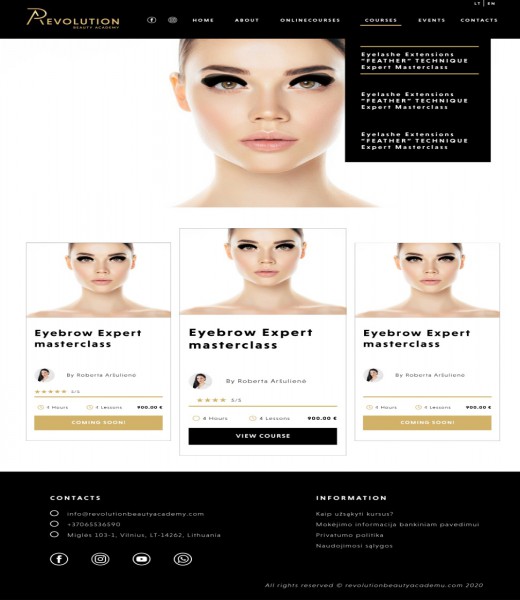 LT | EN
REVOLUTION
BEAUTY ACADEMY
HOME ABOUT ONLINECOURSES COURSES EVENTS CONTACTS
Eyelashe Extensions
"FEATHER" TECHNIQUE
Expert Masterclass
Eyelashe Extensions
"FEATHER" TECHNIQUE
Expert Masterclass
Eyelashe Extensions
"FEATHER" TECHNIQUE
Expert Masterclass
Eyebrow Expert
masterclass
By Roberta Aršulienė
5/5
4 Hours 4 Lessons 900.00 €
COMING SOON!
Eyebrow Expert
masterclass
By Roberta Aršulienė
5/5
4 Hours 4 Lessons 900.00 €
VIEW COURSE
Eyebrow Expert
masterclass
By Roberta Aršulienė
4 Hours 4 Lessons 900.00 €
COMING SOON!
CONTACTS
info@revolutionbeautyacademy.com
+37065536590
Miglės 103-1, Vilnius, LT-14262, Lithuania
INFORMATION
Kaip užsėkyti kursus?
Mokėjimo informacija bankiniam pavedimui
Privatumo politika
Naudojimosi sąlygos
All rights reserved © revolutionbeautyacademu.com 2020